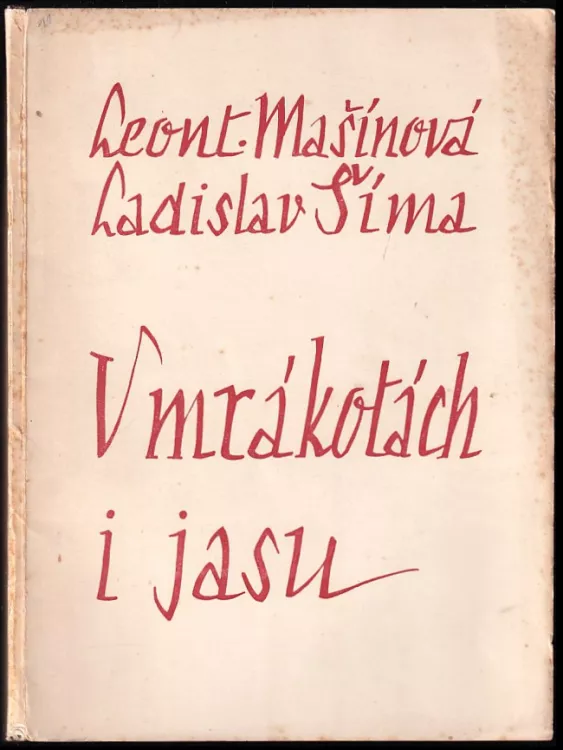 Leont. Mašínová
Ladislav Šíma
V mrákotách
i jasu